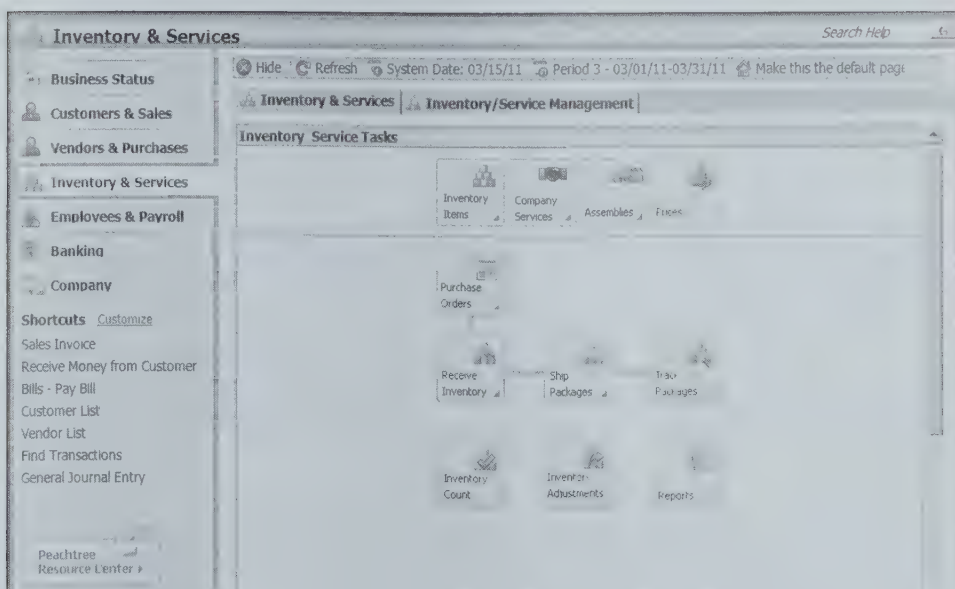 Inventory & Services
Search Help
Business Status
Customers & Sales
Vendors & Purchases
Inventory & Services
Employees & Payroll
Banking
Company
Shortcuts Customize
Sales Invoice
Receive Money from Customer
Bills - Pay Bill
Customer List
Vendor List
Find Transactions
General Journal Entry
Peachtree
Resource Center
Hide Refresh System Date: 03/15/11 Period 3 - 03/01/11-03/31/11 Make this the default page
Inventory & Services Inventory/Service Management
Inventory Service Tasks
Inventory
Items
Company
Services
Assemblies
Prices
Purchase
Orders
Receive
Inventory
Ship
Packages
Track
Packages
Inventory
Count
Inventory
Adjustments
Reports